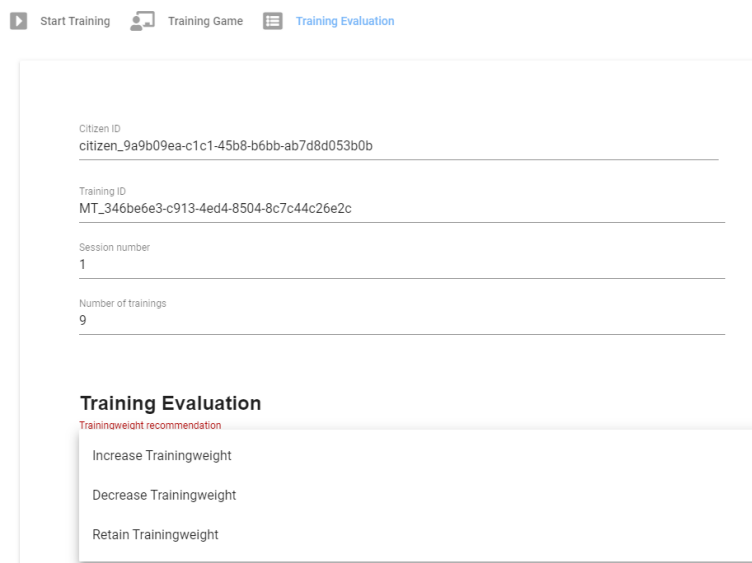 Start Training Training Game Training Evaluation
Citizen ID
citizen_9a9b09ea-c1c1-45b8-b6bb-ab7d8d053b0b
Training ID
MT_346be6e3-c913-4ed4-8504-8c7c44c26e2c
Session number
1
Number of trainings
9
Training Evaluation
Trainingweight recommendation
Increase Trainingweight
Decrease Trainingweight
Retain Trainingweight